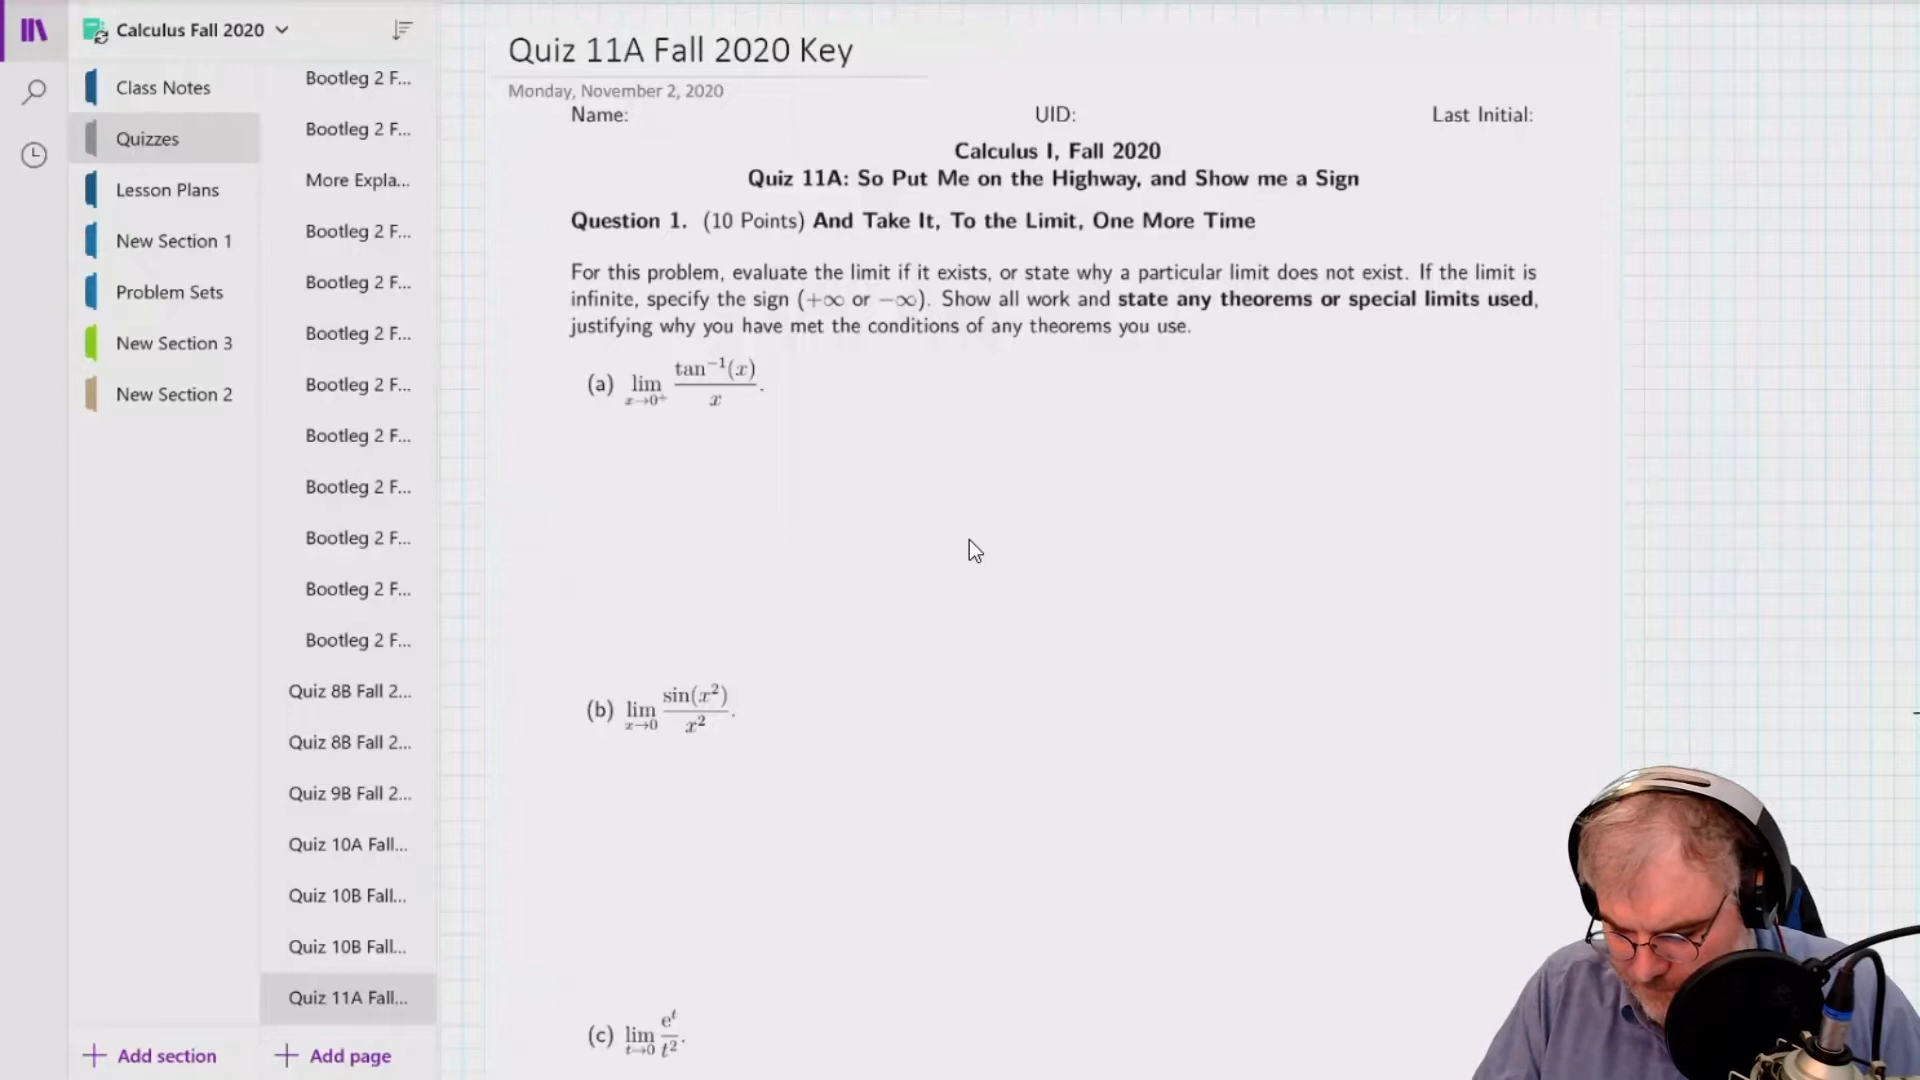 Calculus Fall 2020
Class Notes
Quizzes
Lesson Plans
New Section 1
Problem Sets
New Section 3
New Section 2
Add section
Bootleg 2 F...
Bootleg 2 F...
More Expla...
Bootleg 2 F...
Bootleg 2 F...
Bootleg 2 F...
Bootleg 2 F...
Bootleg 2 F...
Bootleg 2 F...
Bootleg 2 F...
Bootleg 2 F...
Bootleg 2 F...
Quiz 8B Fall 2...
Quiz 8B Fall 2...
Quiz 9B Fall 2...
Quiz 10A Fall...
Quiz 10B Fall...
Quiz 10B Fall...
Quiz 11A Fall...
Add page
Quiz 11A Fall 2020 Key
Monday, November 2, 2020
Name: UID: Last Initial:
Calculus I, Fall 2020
Quiz 11A: So Put Me on the Highway, and Show me a Sign
Question 1. (10 Points) And Take It, To the Limit, One More Time
For this problem, evaluate the limit if it exists, or state why a particular limit does not exist. If the limit is
infinite, specify the sign (+∞ or −∞). Show all work and state any theorems or special limits used,
justifying why you have met the conditions of any theorems you use.
(a) lim x→0⁺ tan⁻¹(x) / x.
(b) lim x→0 sin(x²) / x².
(c) lim t→0 eᵗ / t².